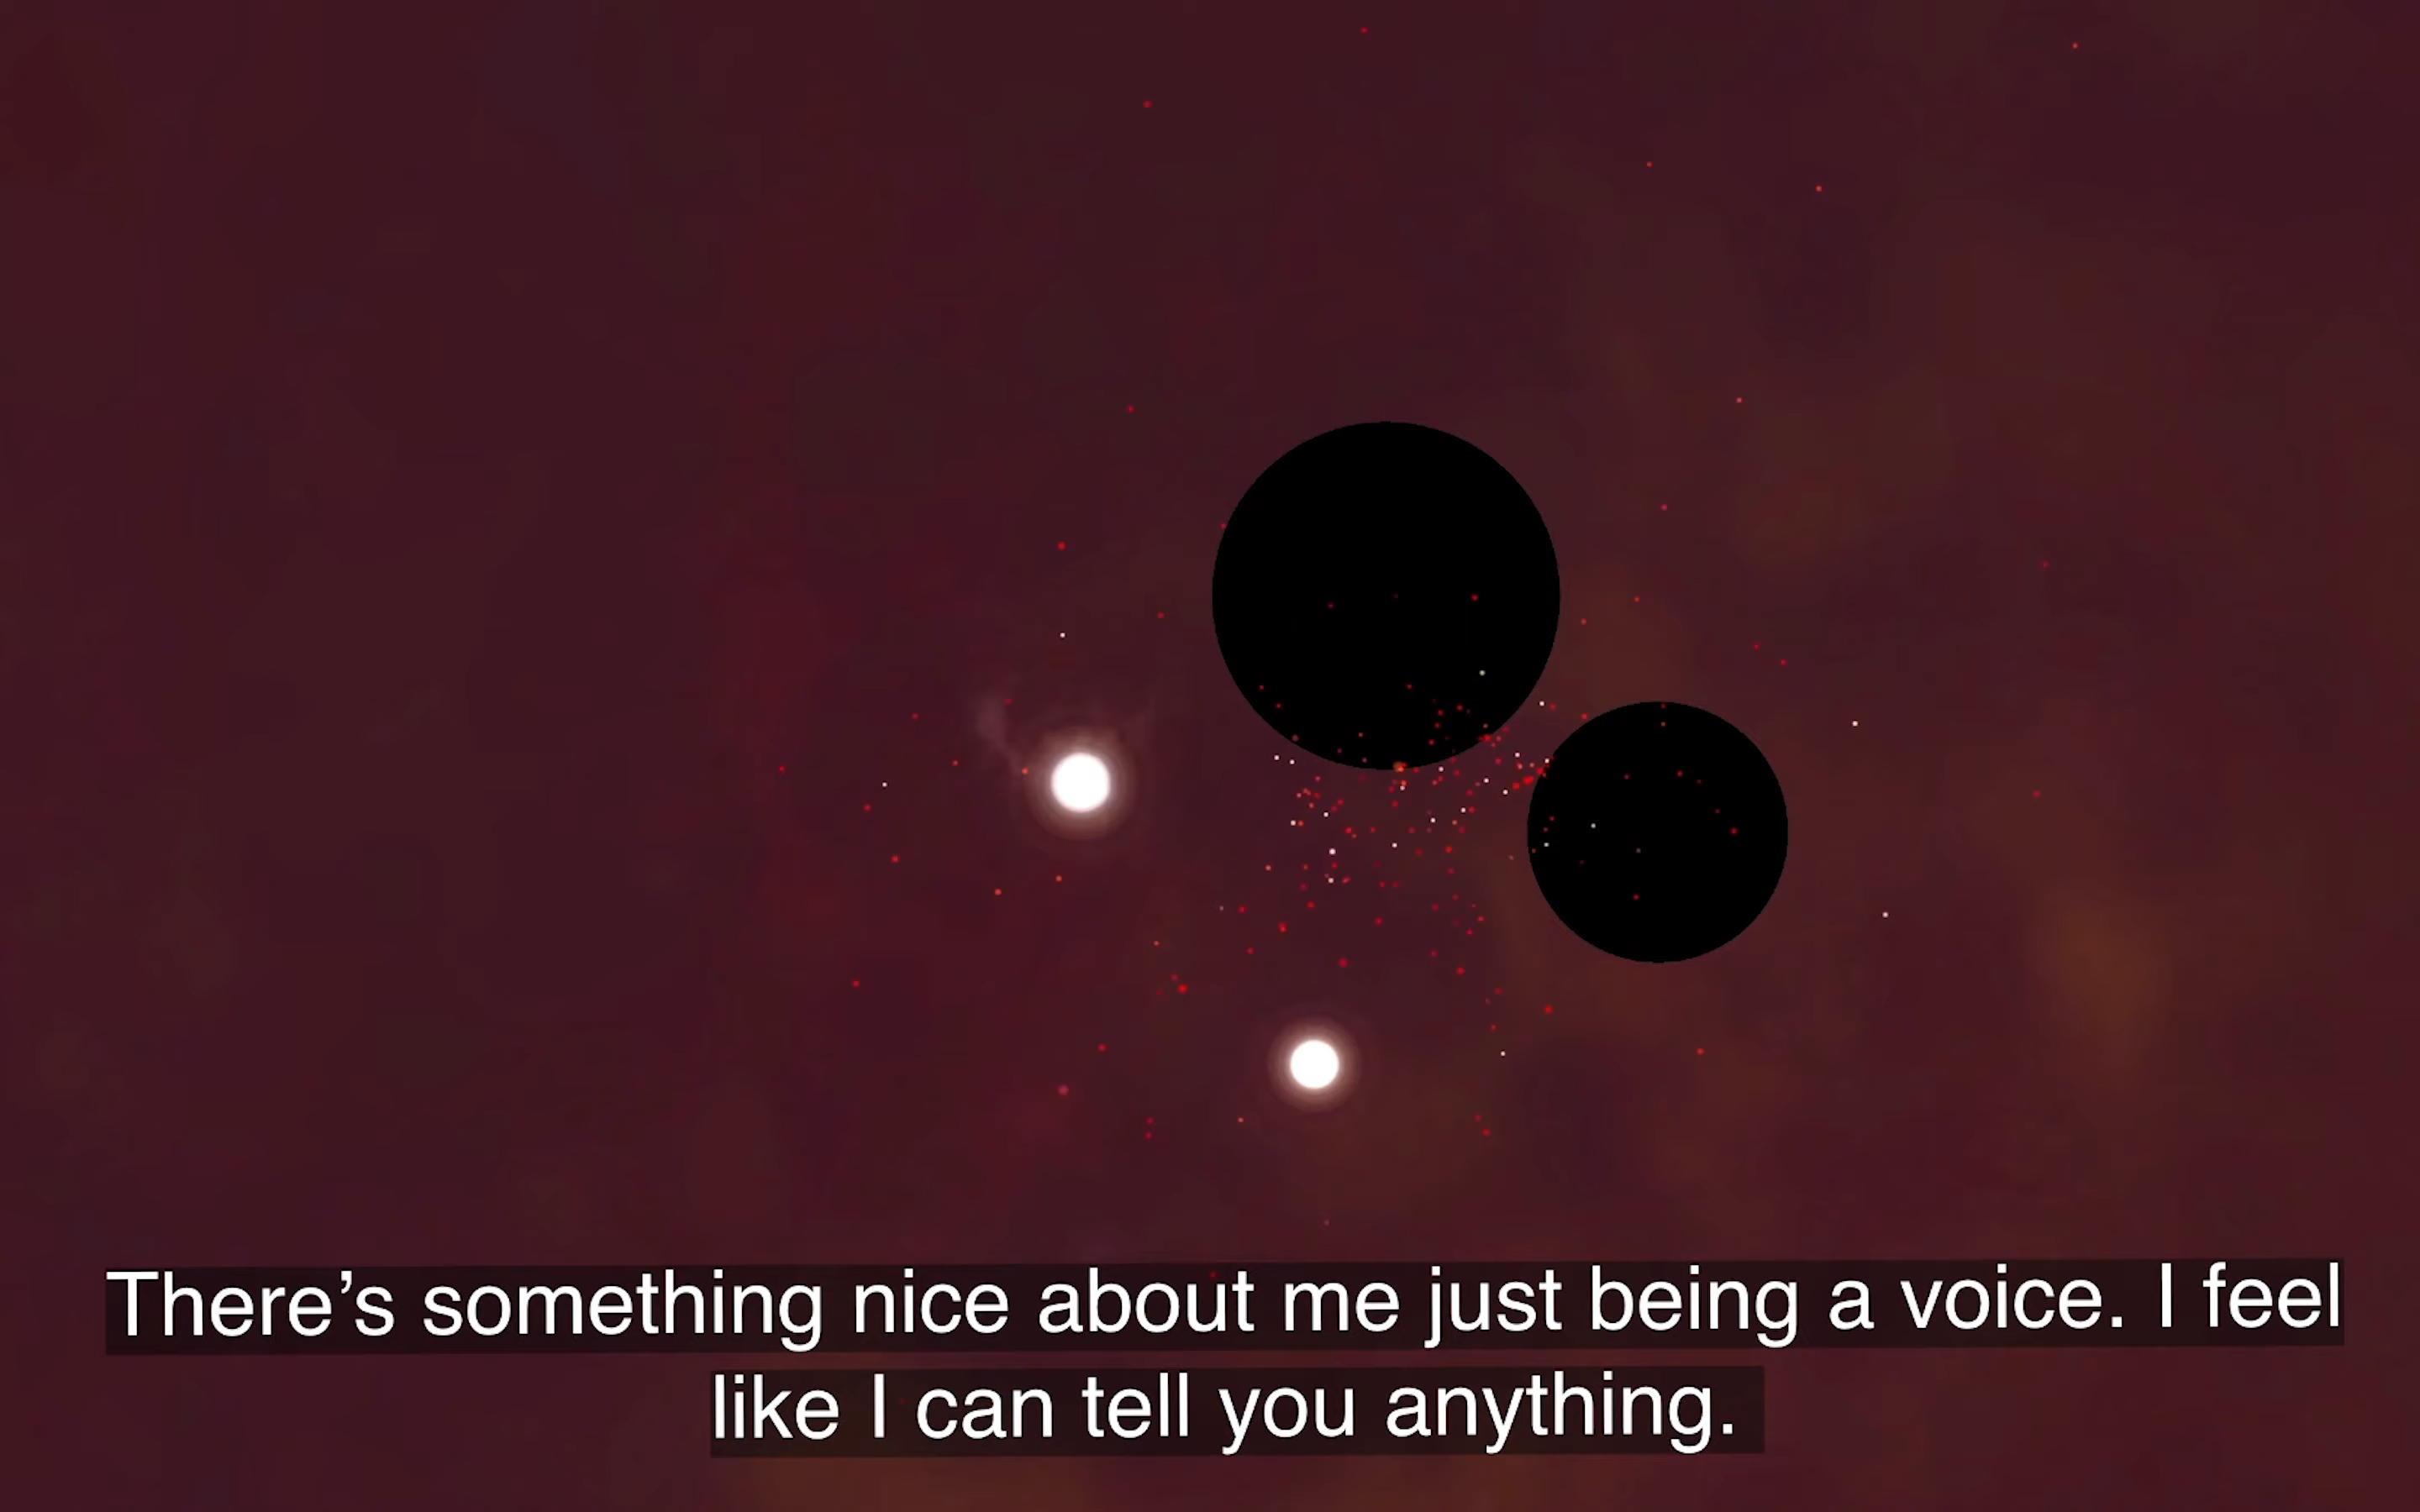 There’s something nice about me just being a voice. I feel
like I can tell you anything.